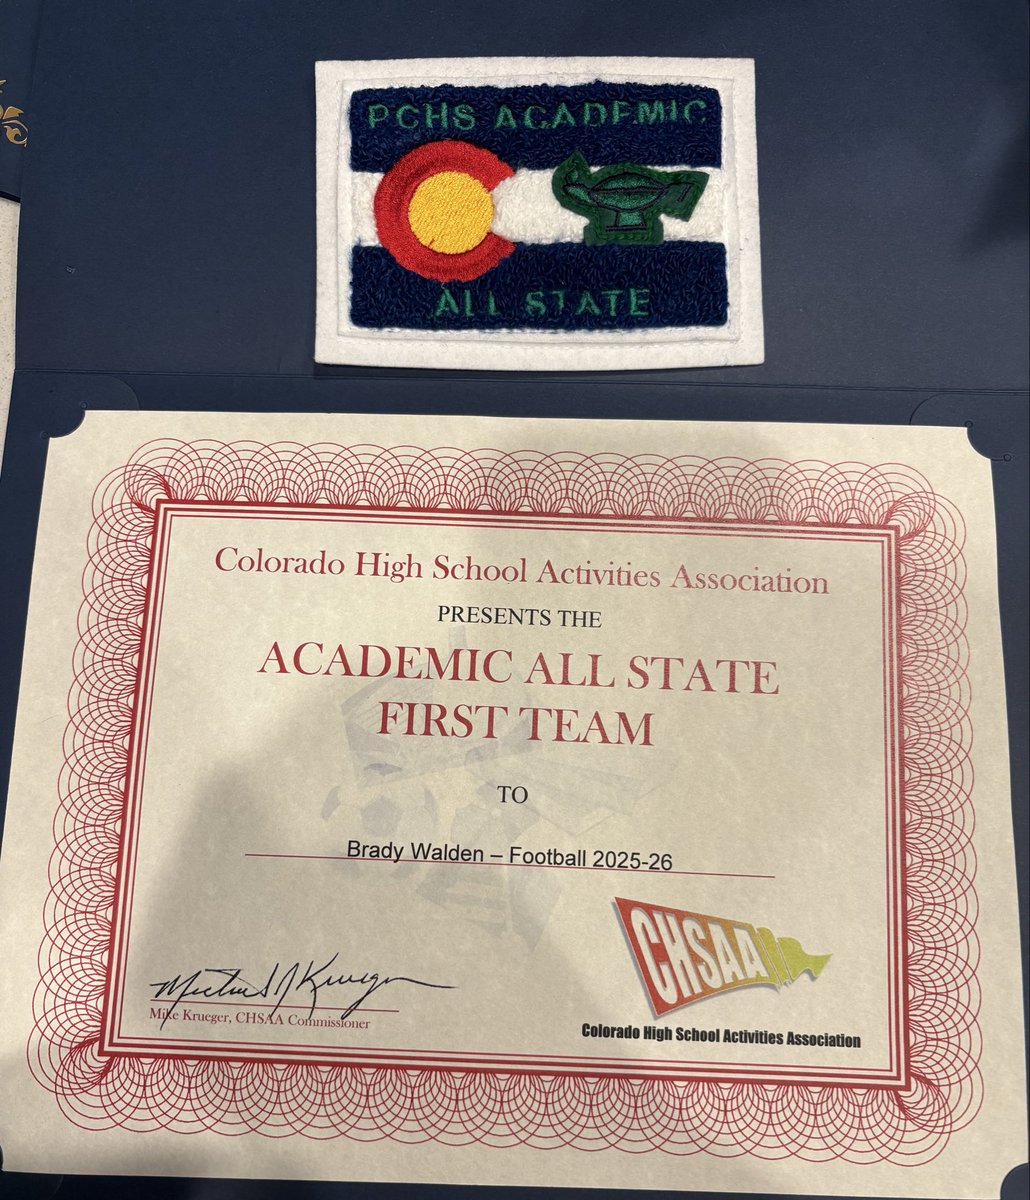 PCHS ACADEMIC
ALL STATE
Colorado High School Activities Association
PRESENTS THE
ACADEMIC ALL STATE
FIRST TEAM
TO
Brady Walden – Football 2025-26
Mike Krueger, CHSAA Commissioner
CHSAA
Colorado High School Activities Association